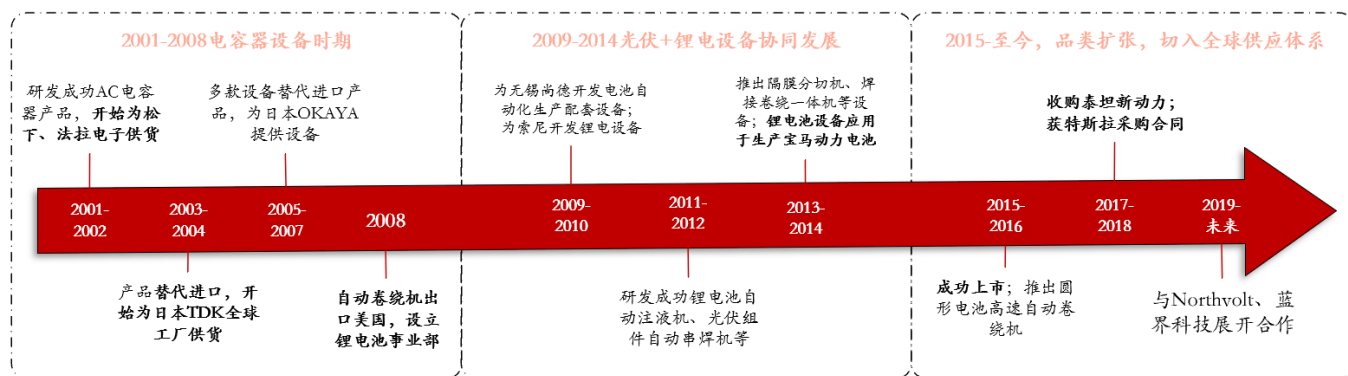 2001-2008电容器设备时期
2009-2014光伏+锂电设备协同发展
2015-至今，品类扩张，切入全球供应体系
研发成功AC电容
器产品，开始为松
下、法拉电子供货
多款设备替代进口产
品，为日本OKAYA
提供设备
为无锡尚德开发电池自
动化生产配套设备；
为索尼开发锂电设备
推出隔膜分切机、焊
接卷绕一体机等设
备；锂电池设备应用
于生产宝马动力电池
收购泰坦新动力；
获特斯拉采购合同
2001-
2002
2003-
2004
2005-
2007
2008
2009-
2010
2011-
2012
2013-
2014
2015-
2016
2017-
2018
2019-
未来
产品替代进口，开
始为日本TDK全球
工厂供货
自动卷绕机出
口美国，设立
锂电池事业部
研发成功锂电池自
动注液机、光伏组
件自动串焊机等
成功上市；推出圆
形电池高速自动卷
绕机
与Northvolt、蓝
界科技展开合作